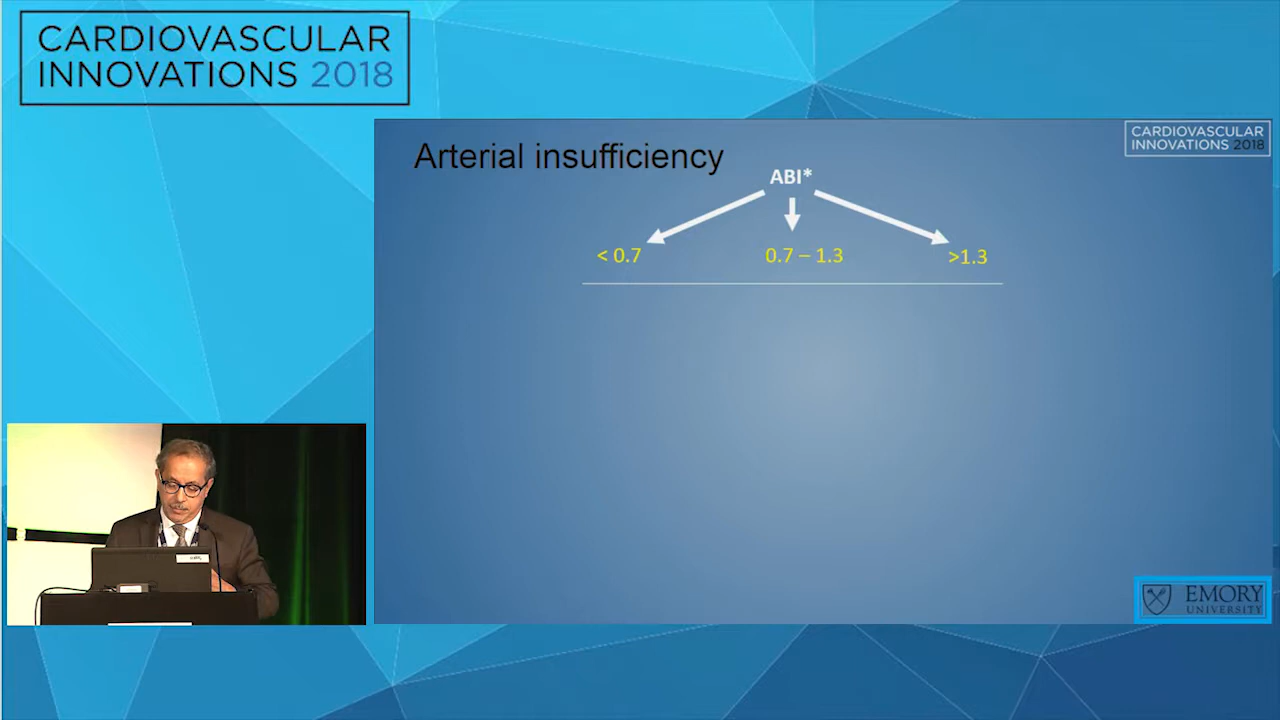 CARDIOVASCULAR
INNOVATIONS 2018
CARDIOVASCULAR
INNOVATIONS 2018
Arterial insufficiency
ABI*
< 0.7
0.7 – 1.3
>1.3
EMORY
UNIVERSITY